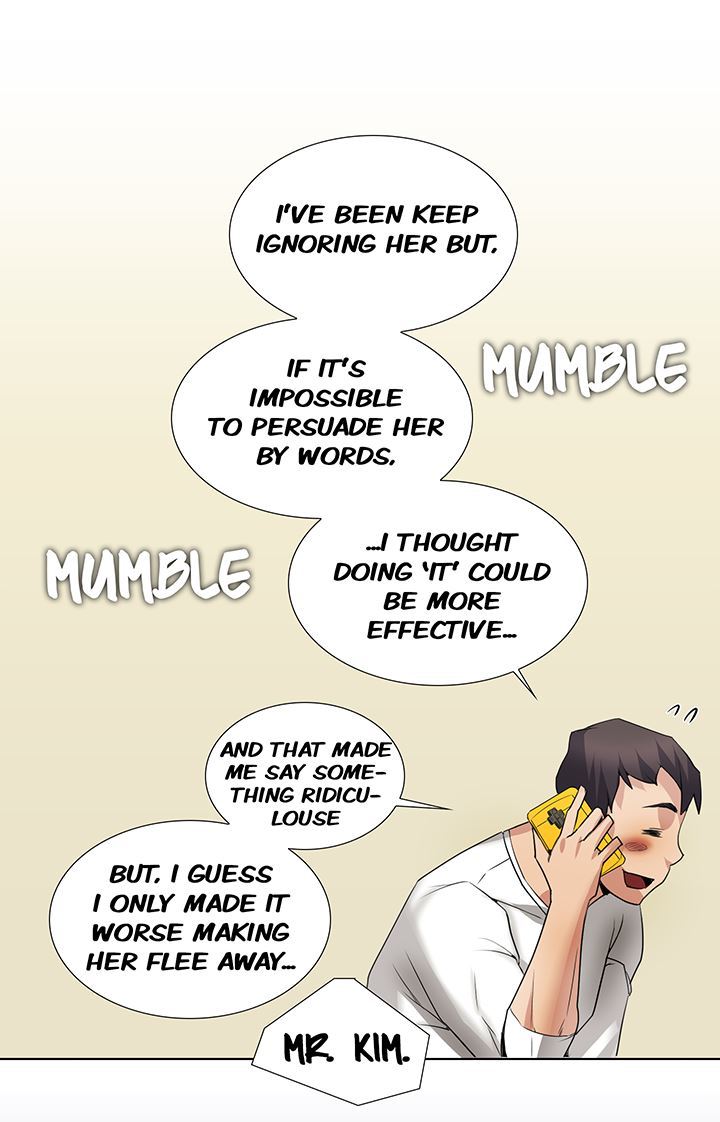 I'VE BEEN KEEP
IGNORING HER BUT,
IF IT'S
IMPOSSIBLE
TO PERSUADE HER
BY WORDS,
MUMBLE
...I THOUGHT
DOING 'IT' COULD
BE MORE
EFFECTIVE...
MUMBLE
AND THAT MADE
ME SAY SOME-
THING RIDICU-
LOUSE
BUT, I GUESS
I ONLY MADE IT
WORSE MAKING
HER FLEE AWAY...
MR. KIM.